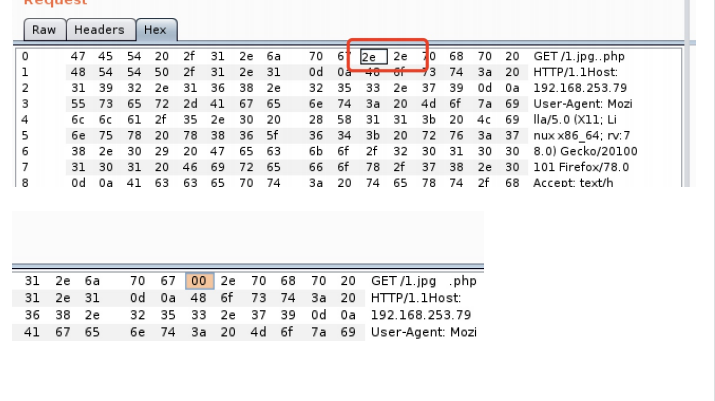 Request
Raw Headers Hex
0 47 45 54 20 2f 31 2e 6a 70 67 2e 2e 70 68 70 20 GET /1.jpg..php
1 48 54 54 50 2f 31 2e 31 0d 0a 48 6f 73 74 3a 20 HTTP/1.1Host:
2 31 39 32 2e 31 36 38 2e 32 35 33 2e 37 39 0d 0a 192.168.253.79
3 55 73 65 72 2d 41 67 65 6e 74 3a 20 4d 6f 7a 69 User-Agent: Mozi
4 6c 6c 61 2f 35 2e 30 20 28 58 31 31 3b 20 4c 69 lla/5.0 (X11; Li
5 6e 75 78 20 78 38 36 5f 36 34 3b 20 72 76 3a 37 nux x86_64; rv:7
6 38 2e 30 29 20 47 65 63 6b 6f 2f 32 30 31 30 30 8.0) Gecko/20100
7 31 30 31 20 46 69 72 65 66 6f 78 2f 37 38 2e 30 101 Firefox/78.0
8 0d 0a 41 63 63 65 70 74 3a 20 74 65 78 74 2f 68 Accept: text/h
31 2e 6a 70 67 00 2e 70 68 70 20 GET /1.jpg .php
31 2e 31 0d 0a 48 6f 73 74 3a 20 HTTP/1.1Host:
36 38 2e 32 35 33 2e 37 39 0d 0a 192.168.253.79
41 67 65 6e 74 3a 20 4d 6f 7a 69 User-Agent: Mozi